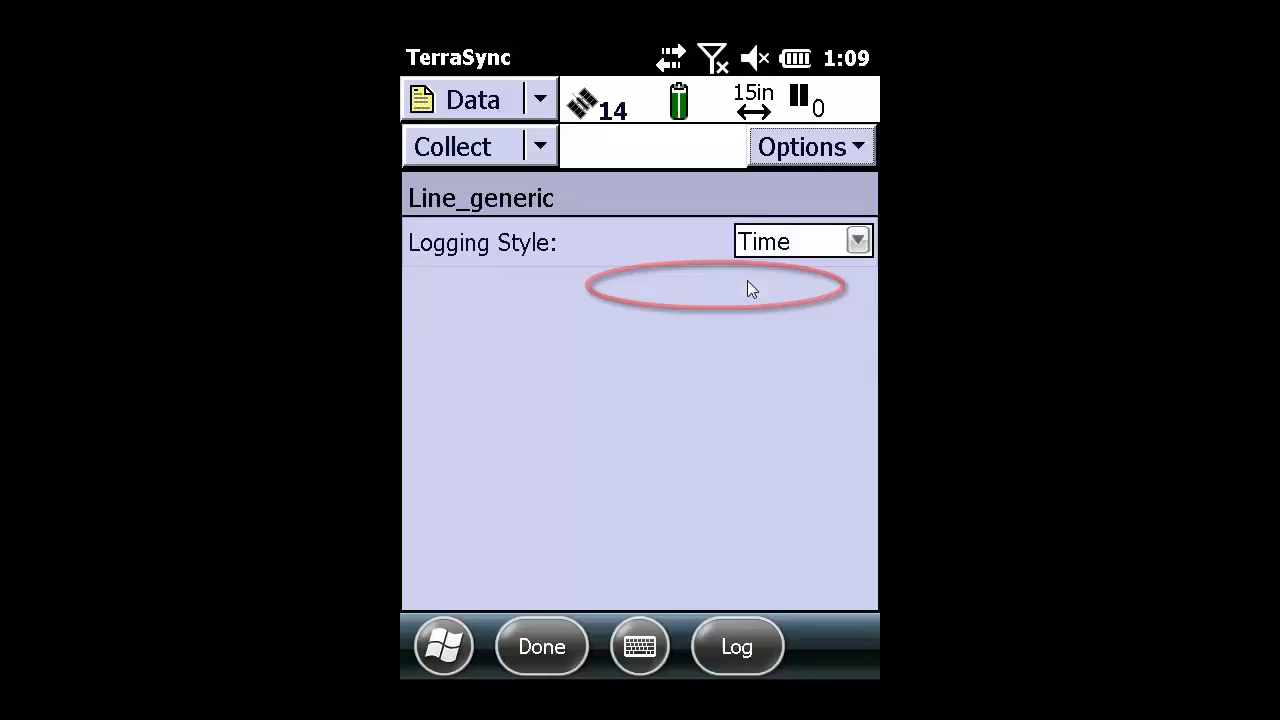 TerraSync 1:09
Data 14 15in 0
Collect Options
Line_generic
Logging Style: Time
Done Log